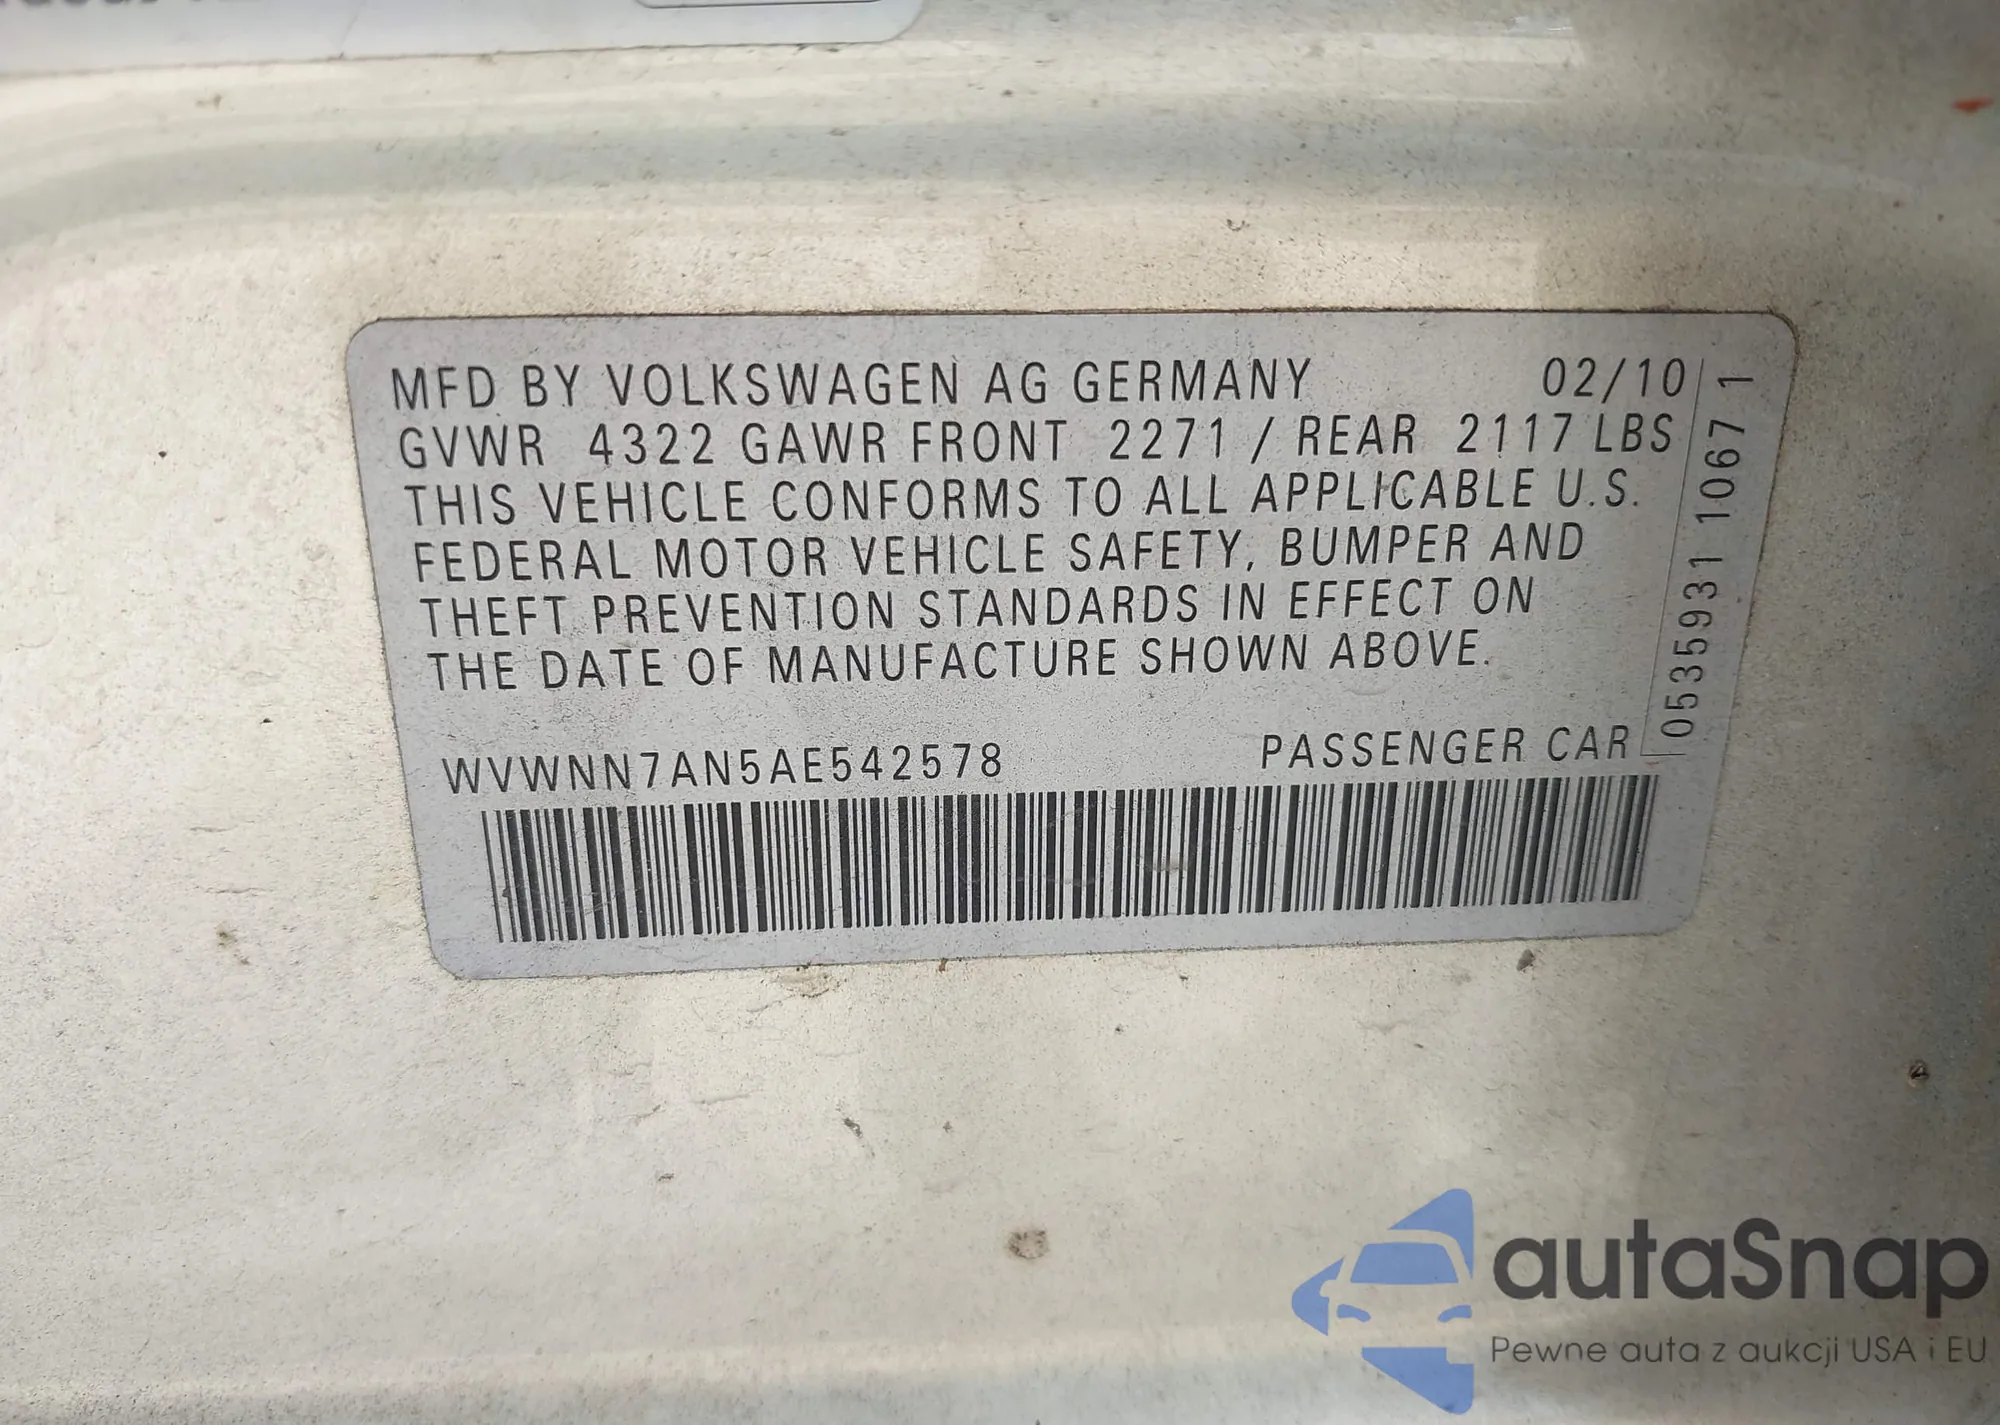 MFD BY VOLKSWAGEN AG GERMANY 02/10
GVWR 4322 GAWR FRONT 2271 / REAR 2117 LBS
THIS VEHICLE CONFORMS TO ALL APPLICABLE U.S.
FEDERAL MOTOR VEHICLE SAFETY, BUMPER AND
THEFT PREVENTION STANDARDS IN EFFECT ON
THE DATE OF MANUFACTURE SHOWN ABOVE.
WVWNN7AN5AE542578 PASSENGER CAR
0535931 1067 1
autaSnap
Pewne auta z aukcji USA i EU